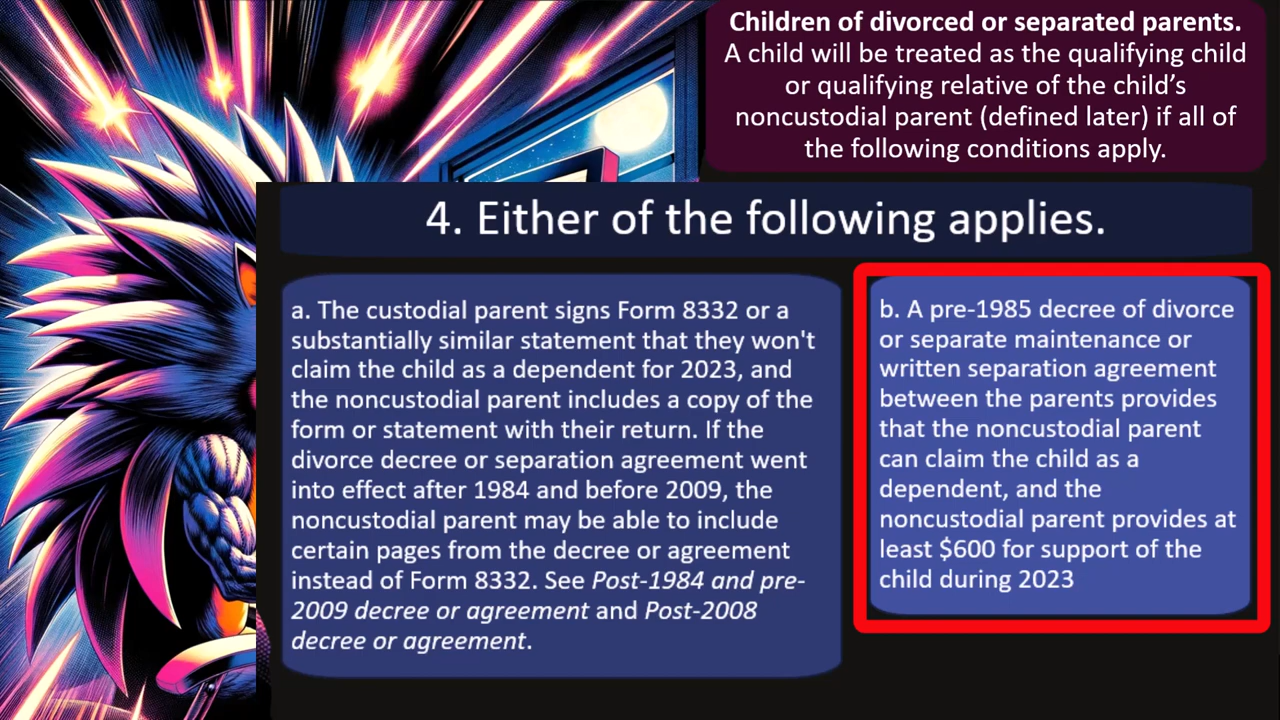 Children of divorced or separated parents.
A child will be treated as the qualifying child
or qualifying relative of the child’s
noncustodial parent (defined later) if all of
the following conditions apply.
4. Either of the following applies.
a. The custodial parent signs Form 8332 or a
substantially similar statement that they won't
claim the child as a dependent for 2023, and
the noncustodial parent includes a copy of the
form or statement with their return. If the
divorce decree or separation agreement went
into effect after 1984 and before 2009, the
noncustodial parent may be able to include
certain pages from the decree or agreement
instead of Form 8332. See Post-1984 and pre-
2009 decree or agreement and Post-2008
decree or agreement.
b. A pre-1985 decree of divorce
or separate maintenance or
written separation agreement
between the parents provides
that the noncustodial parent
can claim the child as a
dependent, and the
noncustodial parent provides at
least $600 for support of the
child during 2023